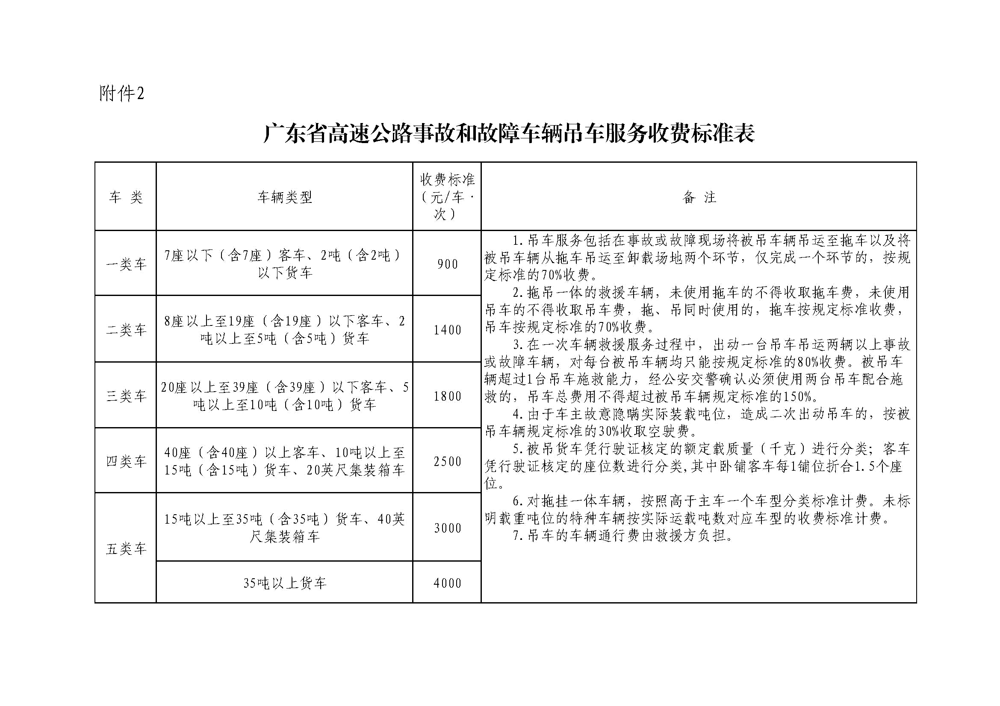 附件2
广东省高速公路事故和故障车辆吊车服务收费标准表
车 类
车辆类型
收费标准
（元/车·
次）
备 注
一类车
7座以下（含7座）客车、2吨（含2吨）
以下货车
900
二类车
8座以上至19座（含19座）以下客车、2
吨以上至5吨（含5吨）货车
1400
三类车
20座以上至39座（含39座）以下客车、5
吨以上至10吨（含10吨）货车
1800
四类车
40座（含40座）以上客车、10吨以上至
15吨（含15吨）货车、20英尺集装箱车
2500
五类车
15吨以上至35吨（含35吨）货车、40英
尺集装箱车
3000
35吨以上货车
4000
1.吊车服务包括在事故或故障现场将被吊车辆吊运至拖车以及将
被吊车辆从拖车吊运至卸载场地两个环节，仅完成一个环节的，按规
定标准的70%收费。
2.拖吊一体的救援车辆，未使用拖车的不得收取拖车费，未使用
吊车的不得收取吊车费，拖、吊同时使用的，拖车按规定标准收费，
吊车按规定标准的70%收费。
3.在一次车辆救援服务过程中，出动一台吊车吊运两辆以上事故
或故障车辆，对每台被吊车辆均只能按规定标准的80%收费。被吊车
辆超过1台吊车施救能力，经公安交警确认必须使用两台吊车配合施
救的，吊车总费用不得超过被吊车辆规定标准的150%。
4.由于车主故意隐瞒实际装载吨位，造成二次出动吊车的，按被
吊车辆规定标准的30%收取空驶费。
5.被吊货车凭行驶证核定的额定载质量（千克）进行分类；客车
凭行驶证核定的座位数进行分类,其中卧铺客车每1铺位折合1.5个座
位。
6.对拖挂一体车辆，按照高于主车一个车型分类标准计费。未标
明载重吨位的特种车辆按实际运载吨数对应车型的收费标准计费。
7.吊车的车辆通行费由救援方负担。